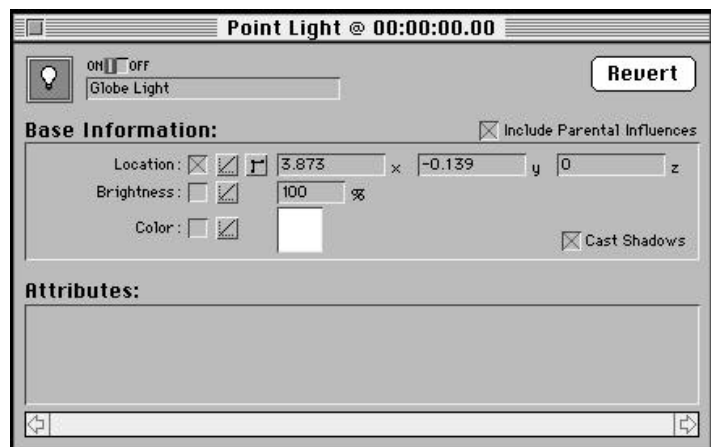 Point Light @ 00:00:00.00
ON OFF
Globe Light
Revert
Base Information:
Include Parental Influences
Location: 3.873 x -0.139 y 0 z
Brightness: 100 %
Color:
Cast Shadows
Attributes: